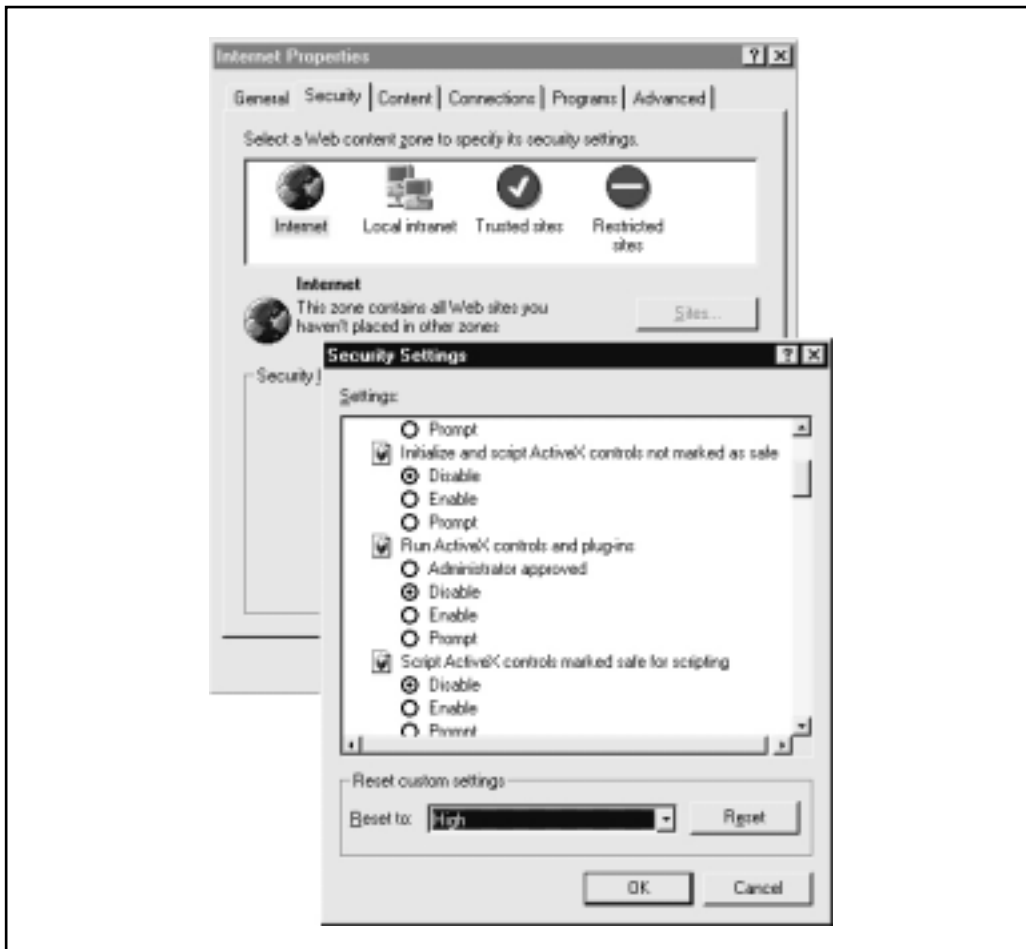 Internet Properties
General Security Content Connections Programs Advanced
Select a Web content zone to specify its security settings.
Internet Local intranet Trusted sites Restricted sites
Internet
This zone contains all Web sites you
haven't placed in other zones
Sites...
Security
Security Settings
Settings:
Prompt
Initialize and script ActiveX controls not marked as safe
Disable
Enable
Prompt
Run ActiveX controls and plug-ins
Administrator approved
Disable
Enable
Prompt
Script ActiveX controls marked safe for scripting
Disable
Enable
Prompt
Reset custom settings
Reset to: High Reset
OK Cancel